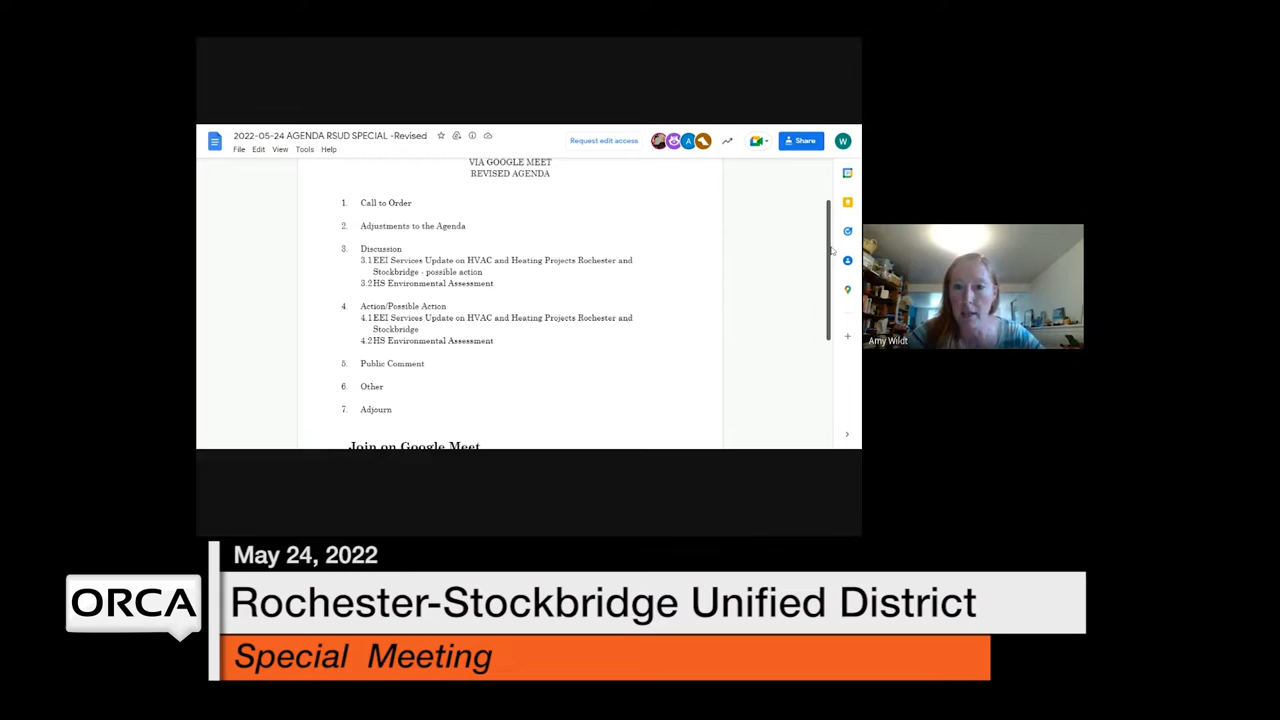 2022-05-24 AGENDA RSUD SPECIAL -Revised
Request edit access
A
Share
W
File Edit View Tools Help
VIA GOOGLE MEET
REVISED AGENDA
1. Call to Order
2. Adjustments to the Agenda
3. Discussion
3.1 EEI Services Update on HVAC and Heating Projects Rochester and
Stockbridge - possible action
3.2 HS Environmental Assessment
4. Action/Possible Action
4.1 EEI Services Update on HVAC and Heating Projects Rochester and
Stockbridge
4.2 HS Environmental Assessment
5. Public Comment
6. Other
7. Adjourn
Join on Google Meet
Amy Wildt
May 24, 2022
ORCA
Rochester-Stockbridge Unified District
Special Meeting